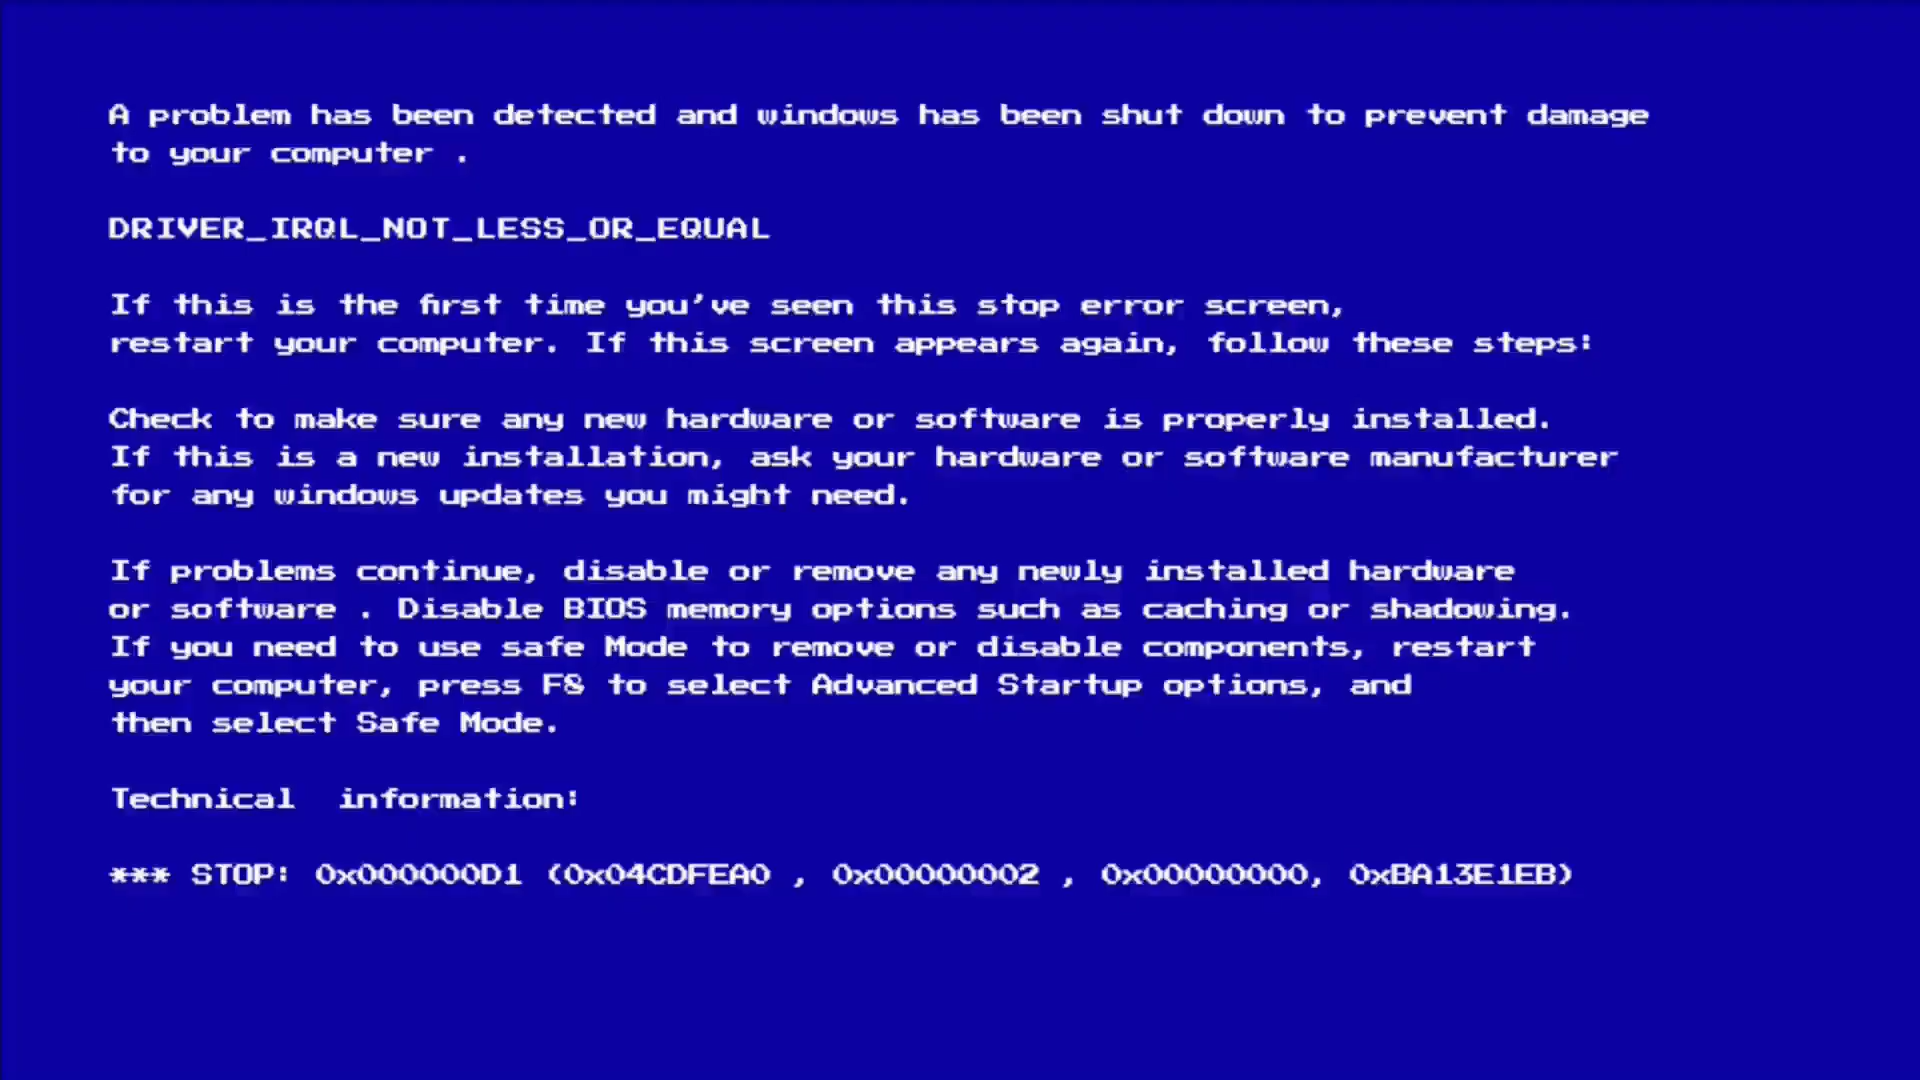 A problem has been detected and windows has been shut down to prevent damage
to your computer .
DRIVER_IRQL_NOT_LESS_OR_EQUAL
If this is the first time you've seen this stop error screen,
restart your computer. If this screen appears again, follow these steps:
Check to make sure any new hardware or software is properly installed.
If this is a new installation, ask your hardware or software manufacturer
for any windows updates you might need.
If problems continue, disable or remove any newly installed hardware
or software . Disable BIOS memory options such as caching or shadowing.
If you need to use safe Mode to remove or disable components, restart
your computer, press F& to select Advanced Startup options, and
then select Safe Mode.
Technical  information:
*** STOP: 0x000000D1 (0x04CDFEA0 , 0x00000002 , 0x00000000, 0xBA13E1EB)